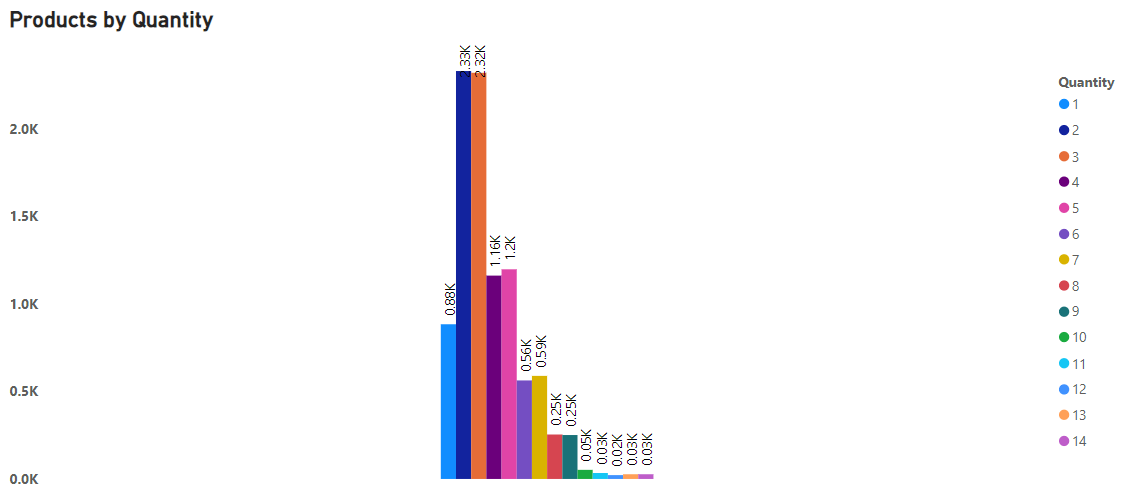 Products by Quantity
2.0K
1.5K
1.0K
0.5K
0.0K
0.88K
2.33K
2.32K
1.16K
1.2K
0.56K
0.59K
0.25K
0.25K
0.05K
0.03K
0.02K
0.03K
0.03K
Quantity
1
2
3
4
5
6
7
8
9
10
11
12
13
14